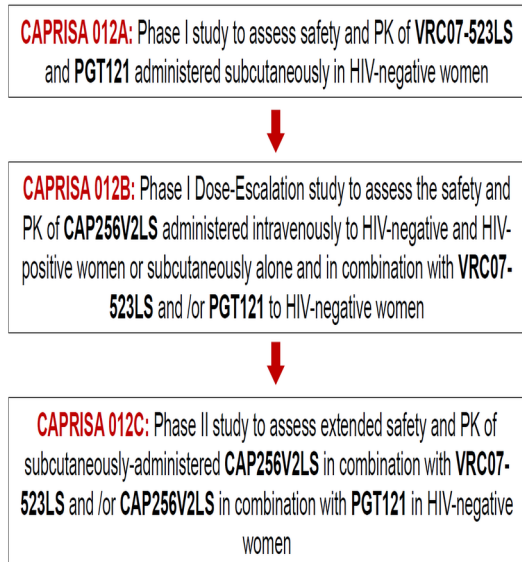 CAPRISA 012A: Phase I study to assess safety and PK of VRC07-523LS
and PGT121 administered subcutaneously in HIV-negative women
CAPRISA 012B: Phase I Dose-Escalation study to assess the safety and
PK of CAP256V2LS administered intravenously to HIV-negative and HIV-
positive women or subcutaneously alone and in combination with VRC07-
523LS and /or PGT121 to HIV-negative women
CAPRISA 012C: Phase II study to assess extended safety and PK of
subcutaneously-administered CAP256V2LS in combination with VRC07-
523LS and /or CAP256V2LS in combination with PGT121 in HIV-negative
women